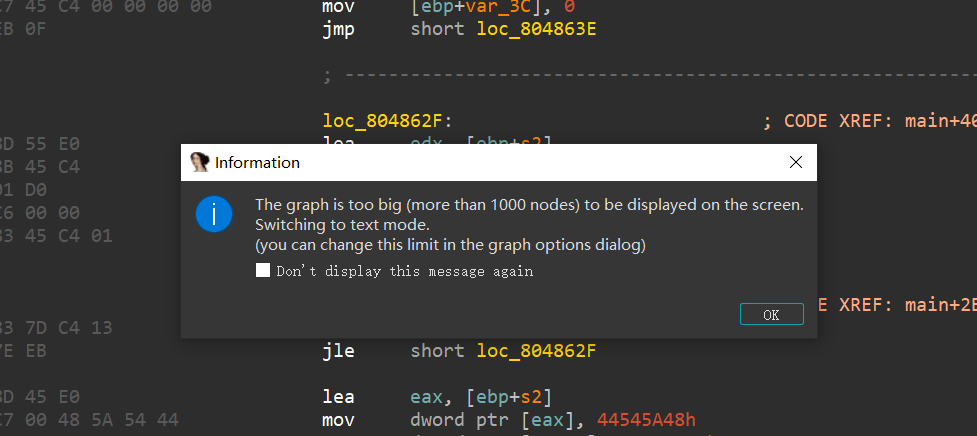 C7 45 C4 00 00 00 00 mov [ebp+var_3C], 0
EB 0F jmp short loc_804863E
; ---------------------------------------------------------
loc_804862F: ; CODE XREF: main+40
8D 55 E0 lea edx, [ebp+s2]
8B 45 C4
01 D0
C6 00 00
83 45 C4 01
Information
The graph is too big (more than 1000 nodes) to be displayed on the screen.
Switching to text mode.
(you can change this limit in the graph options dialog)
Don't display this message again
OK
E XREF: main+2E
83 7D C4 13
7E EB jle short loc_804862F
8D 45 E0 lea eax, [ebp+s2]
C7 00 48 5A 54 44 mov dword ptr [eax], 44545A48h